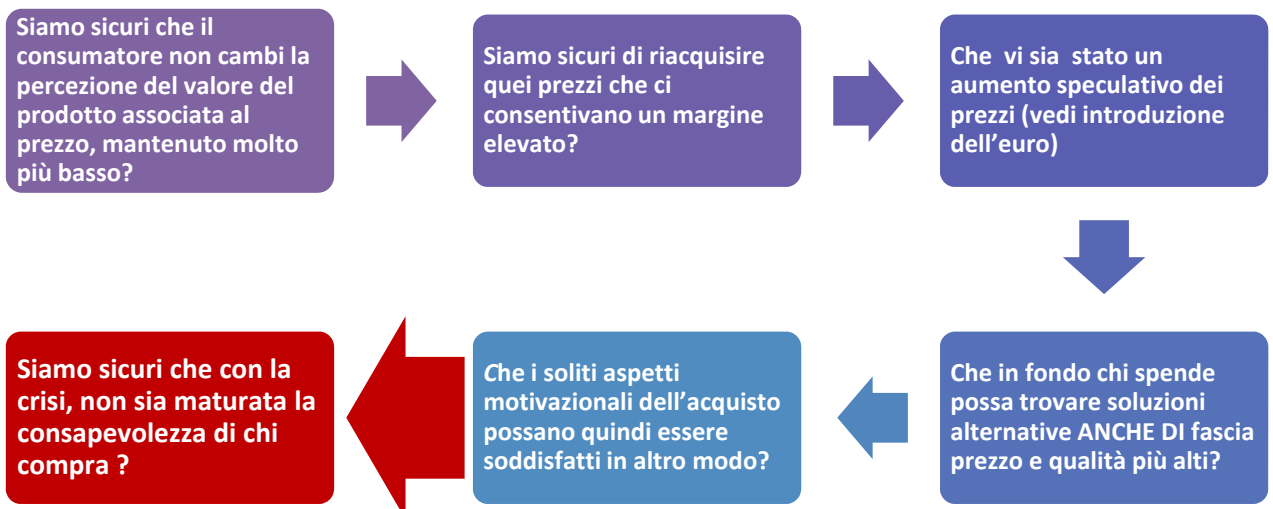 Siamo sicuri che il
consumatore non cambi la
percezione del valore del
prodotto associata al
prezzo, mantenuto molto
più basso?
Siamo sicuri di riacquisire
quei prezzi che ci
consentivano un margine
elevato?
Che  vi sia  stato un
aumento speculativo dei
prezzi (vedi introduzione
dell’euro)
Che in fondo chi spende
possa trovare soluzioni
alternative ANCHE DI fascia
prezzo e qualità più alti?
Che i soliti aspetti
motivazionali dell’acquisto
possano quindi essere
soddisfatti in altro modo?
Siamo sicuri che con la
crisi, non sia maturata la
consapevolezza di chi
compra ?